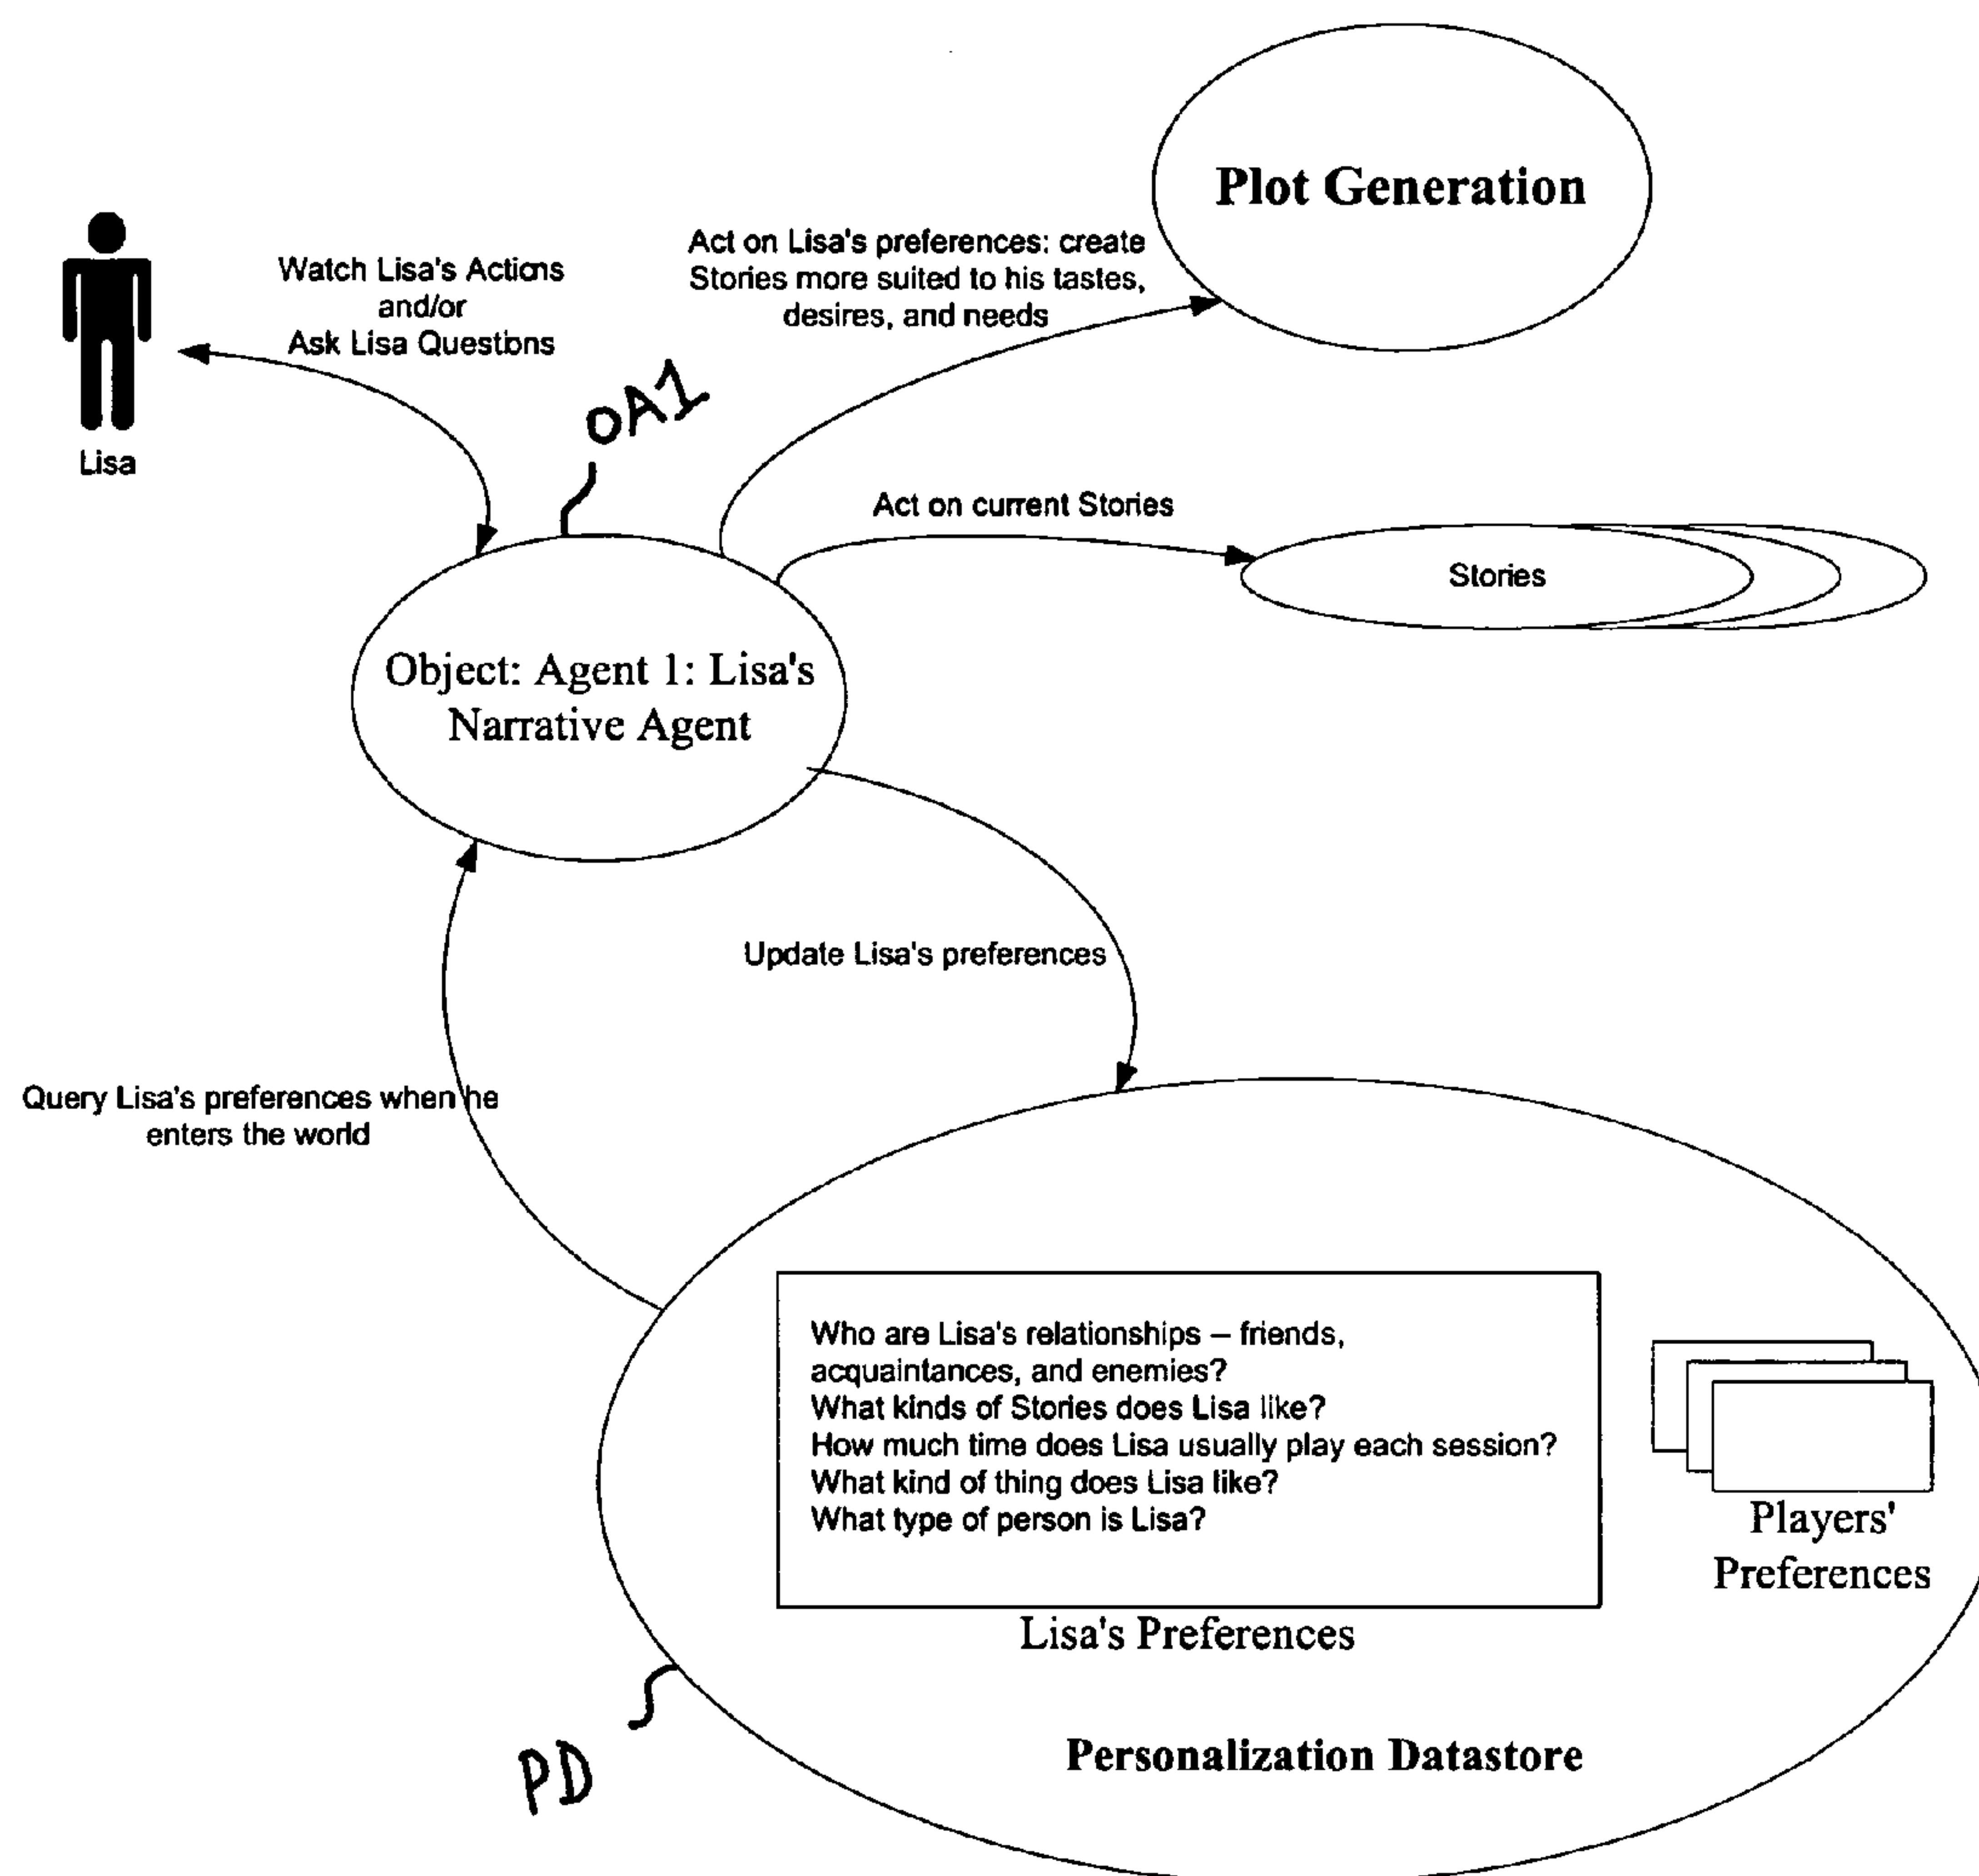 Plot Generation
Act on Lisa's preferences: create
Stories more suited to his tastes,
desires, and needs
Watch Lisa's Actions
and/or
Ask Lisa Questions
Lisa
OA1
Act on current Stories
Stories
Object: Agent 1: Lisa's
Narrative Agent
Update Lisa's preferences
Query Lisa's preferences when he
enters the world
Who are Lisa's relationships – friends,
acquaintances, and enemies?
What kinds of Stories does Lisa like?
How much time does Lisa usually play each session?
What kind of thing does Lisa like?
What type of person is Lisa?
Lisa's Preferences
Players'
Preferences
Personalization Datastore
PD